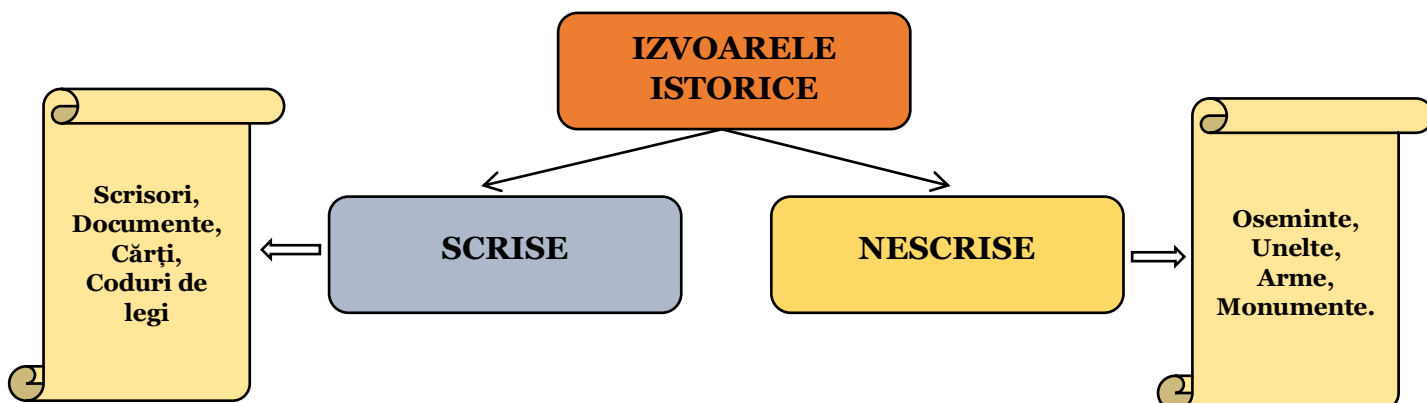 IZVOARELE
ISTORICE
SCRISE
NESCRISE
Scrisori,
Documente,
Cărți,
Coduri de
legi
Oseminte,
Unelte,
Arme,
Monumente.